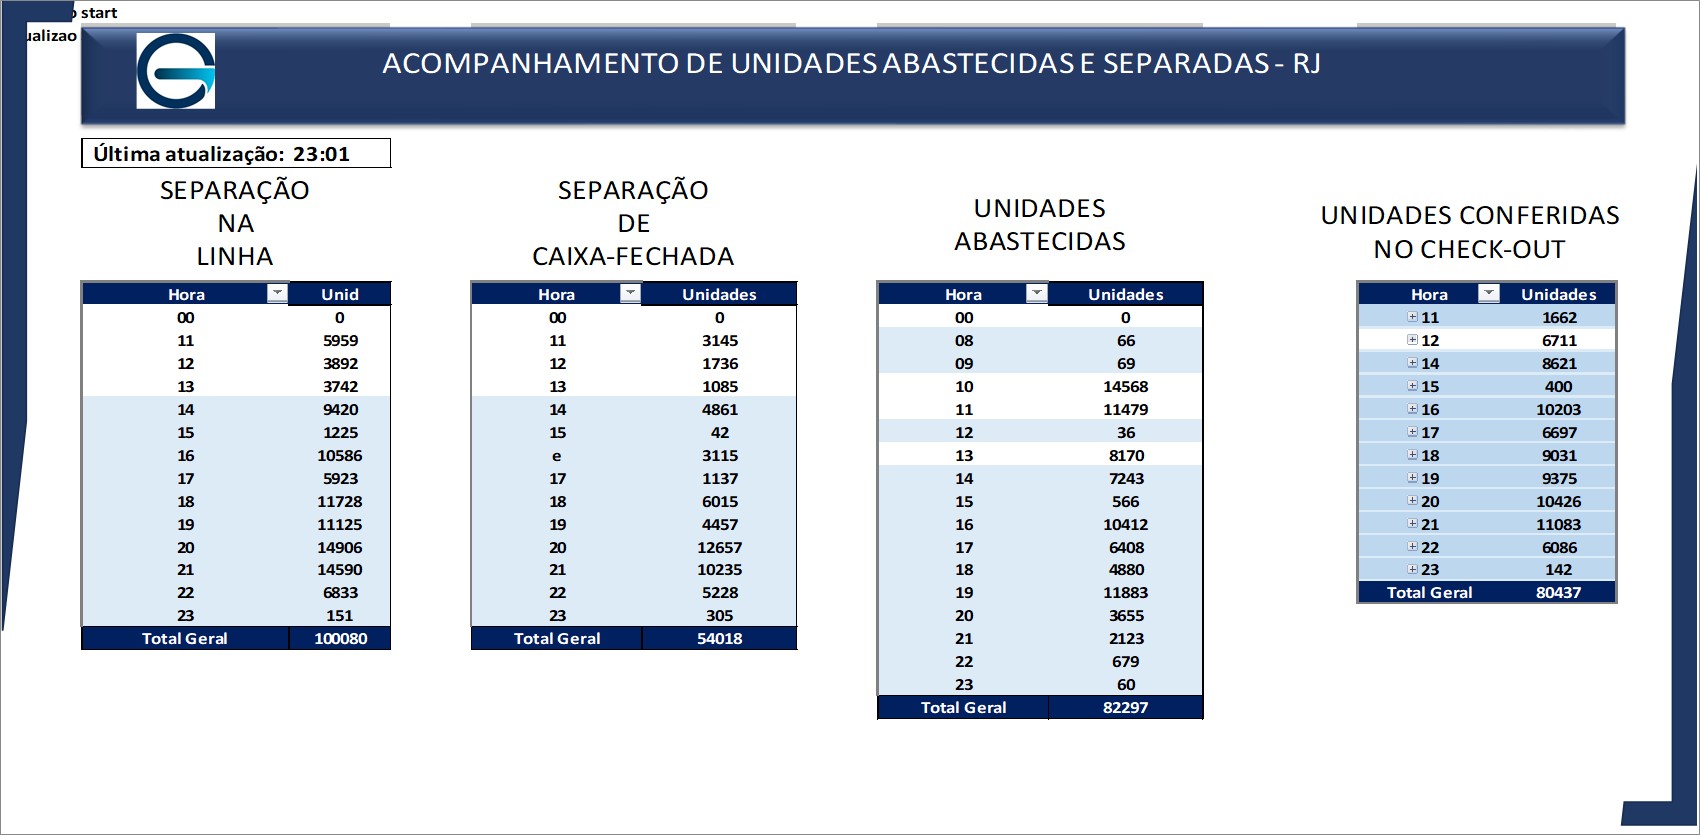 start
ualizao
ACOMPANHAMENTO DE UNIDADES ABASTECIDAS E SEPARADAS - RJ
Última atualização: 23:01
SEPARAÇÃO
NA
LINHA
Hora Unid
00 0
11 5959
12 3892
13 3742
14 9420
15 1225
16 10586
17 5923
18 11728
19 11125
20 14906
21 14590
22 6833
23 151
Total Geral 100080
SEPARAÇÃO
DE
CAIXA-FECHADA
Hora Unidades
00 0
11 3145
12 1736
13 1085
14 4861
15 42
e 3115
17 1137
18 6015
19 4457
20 12657
21 10235
22 5228
23 305
Total Geral 54018
UNIDADES
ABASTECIDAS
Hora Unidades
00 0
08 66
09 69
10 14568
11 11479
12 36
13 8170
14 7243
15 566
16 10412
17 6408
18 4880
19 11883
20 3655
21 2123
22 679
23 60
Total Geral 82297
UNIDADES CONFERIDAS
NO CHECK-OUT
Hora Unidades
11 1662
12 6711
14 8621
15 400
16 10203
17 6697
18 9031
19 9375
20 10426
21 11083
22 6086
23 142
Total Geral 80437